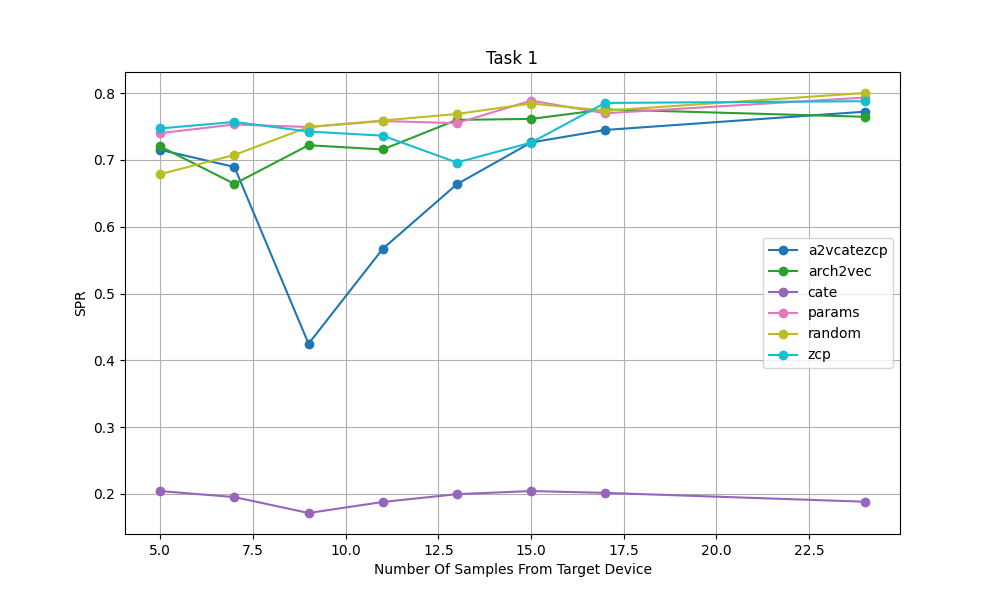 Task 1
0.8
0.7
0.6
0.5
0.4
0.3
0.2
SPR
a2vcatezcp
arch2vec
cate
params
random
zcp
5.0 7.5 10.0 12.5 15.0 17.5 20.0 22.5
Number Of Samples From Target Device